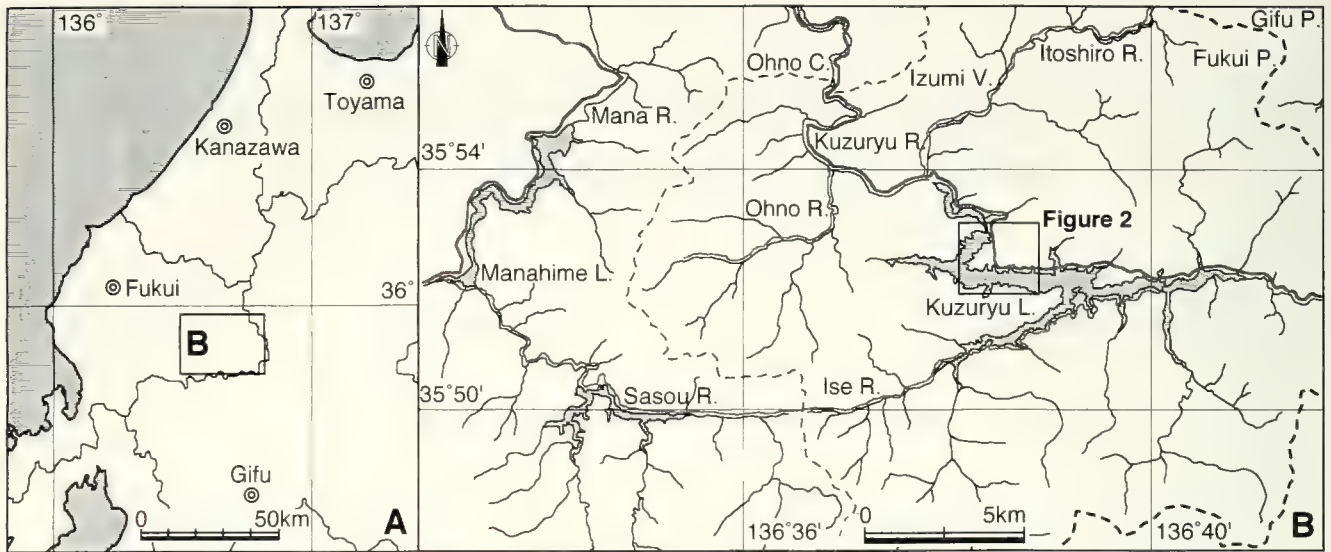 136°
137°
Toyama
Kanazawa
Fukui
36°
B
Gifu
0 50km
A
N
Gifu P.
Ohno C.
Izumi V.
Itoshiro R.
Fukui P.
Mana R.
Kuzuryu R.
35°54'
Ohno R.
Figure 2
Manahime L.
Kuzuryu L.
35°50'
Sasou R.
Ise R.
136°36'
0 5km
136°40'
B